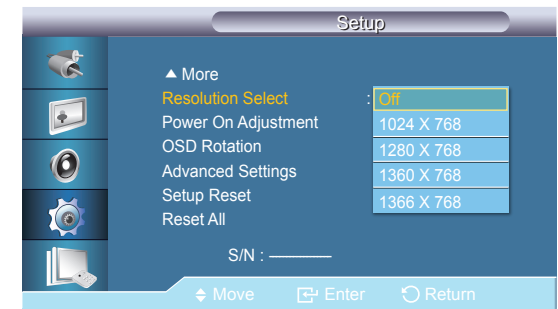 Setup
▲ More
Resolution Select : Off
Power On Adjustment 1024 X 768
OSD Rotation 1280 X 768
Advanced Settings 1360 X 768
Setup Reset 1366 X 768
Reset All
S/N : ————
Move Enter Return